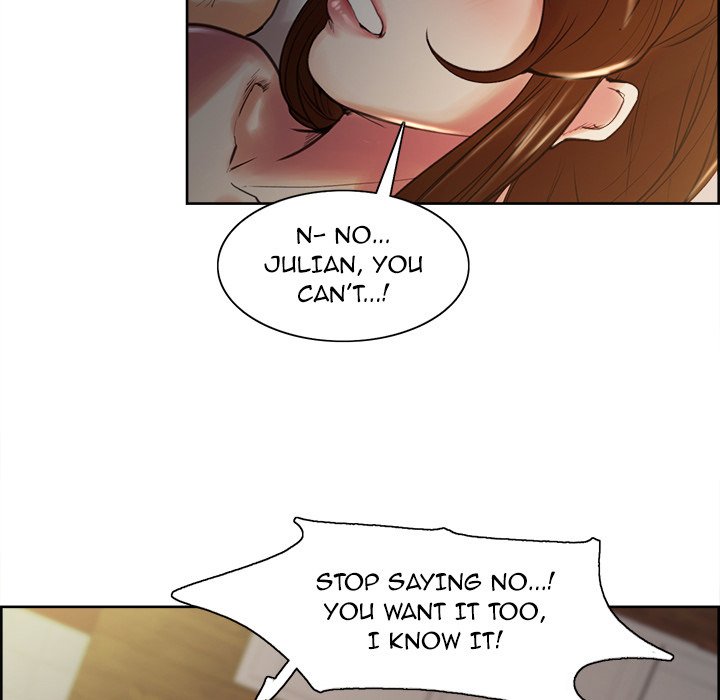 N- NO...
JULIAN, YOU
CAN'T...!
STOP SAYING NO...!
YOU WANT IT TOO,
I KNOW IT!